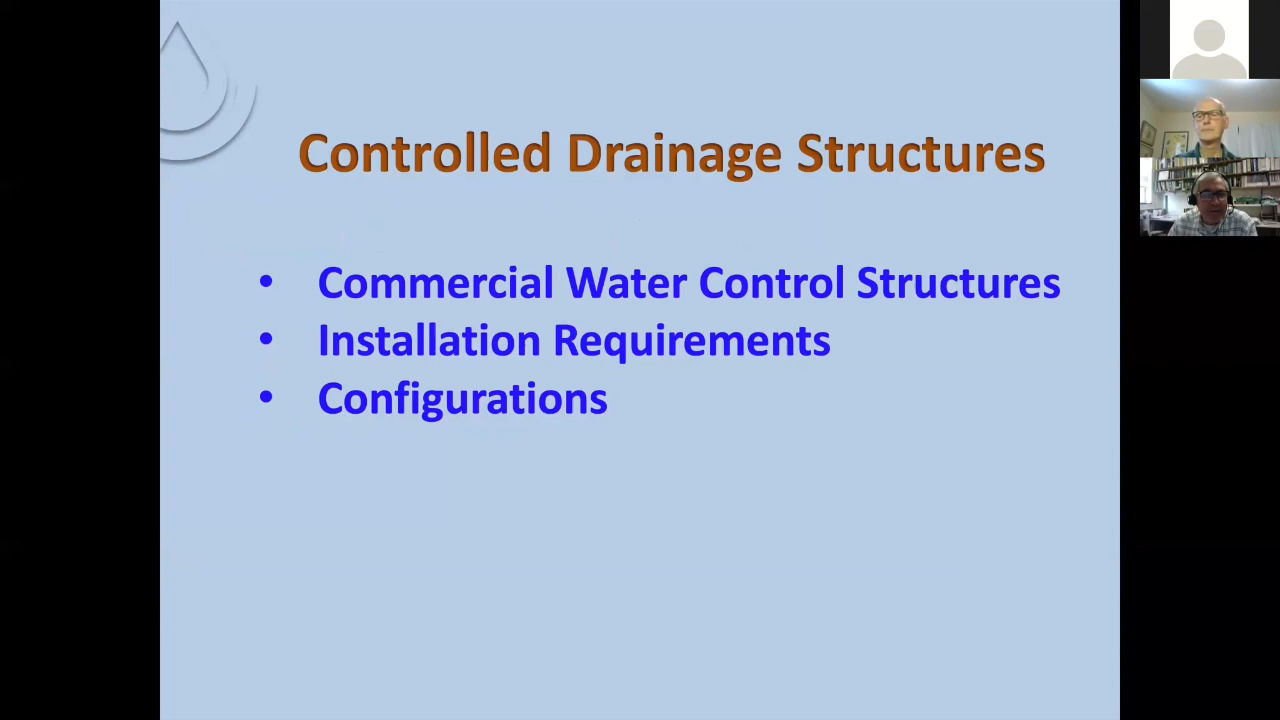 Controlled Drainage Structures
• Commercial Water Control Structures
• Installation Requirements
• Configurations